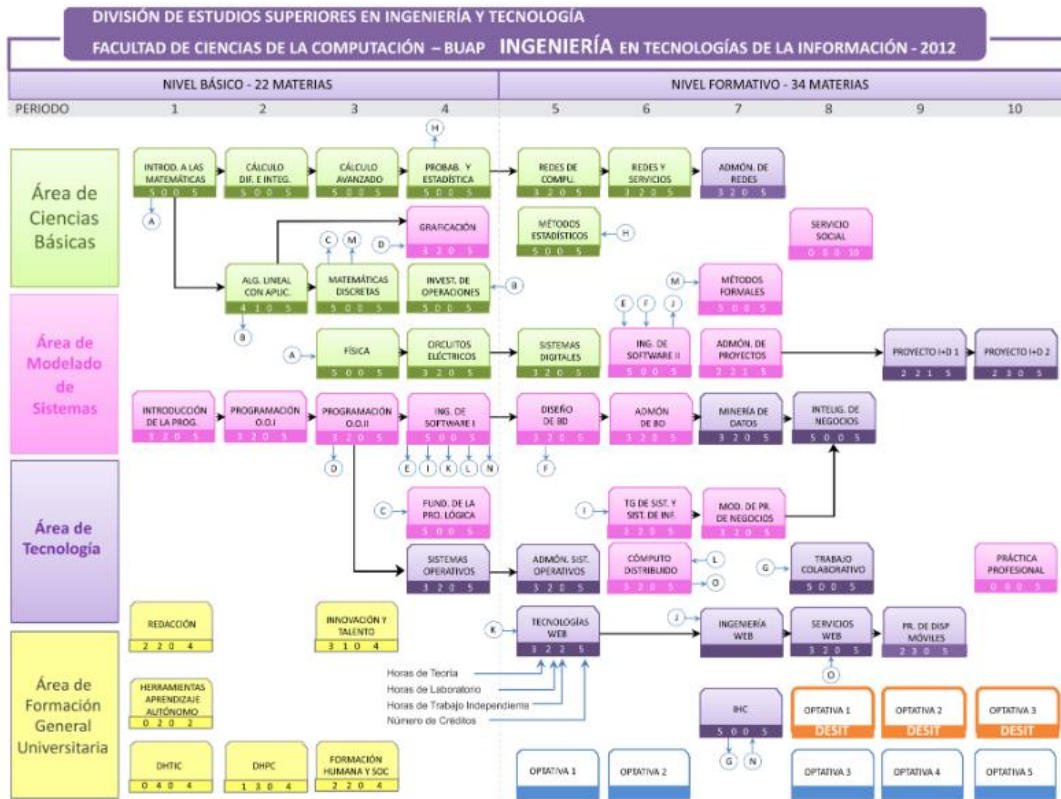 DIVISIÓN DE ESTUDIOS SUPERIORES EN INGENIERÍA Y TECNOLOGÍA
FACULTAD DE CIENCIAS DE LA COMPUTACIÓN – BUAP INGENIERÍA EN TECNOLOGÍAS DE LA INFORMACIÓN - 2012
NIVEL BÁSICO - 22 MATERIAS
NIVEL FORMATIVO - 34 MATERIAS
PERIODO 1 2 3 4 5 6 7 8 9 10
H
Área de
Ciencias
Básicas
INTROD. A LAS
MATEMÁTICAS
5 0 0 5
CÁLCULO
DIF. E INTEG.
5 0 0 5
CÁLCULO
AVANZADO
5 0 0 5
PROBAB. Y
ESTADÍSTICA
5 0 0 5
REDES DE
COMPU.
3 2 0 5
REDES Y
SERVICIOS
3 2 0 5
ADMÓN. DE
REDES
3 2 0 5
A
C
M
D
GRAFICACIÓN
3 2 0 5
MÉTODOS
ESTADÍSTICOS
5 0 0 5
H
SERVICIO
SOCIAL
0 0 0 10
ALG. LINEAL
CON APLIC.
4 1 0 5
MATEMÁTICAS
DISCRETAS
5 0 0 5
INVEST. DE
OPERACIONES
5 0 0 5
B
M
MÉTODOS
FORMALES
5 0 0 5
B
E
F
J
Área de
Modelado
de
Sistemas
A
FÍSICA
5 0 0 5
CIRCUITOS
ELÉCTRICOS
3 2 0 5
SISTEMAS
DIGITALES
3 2 0 5
ING. DE
SOFTWARE II
5 0 0 5
ADMÓN. DE
PROYECTOS
2 2 1 5
PROYECTO I+D 1
2 2 1 5
PROYECTO I+D 2
2 3 0 5
INTRODUCCIÓN
DE LA PROG.
3 2 0 5
PROGRAMACIÓN
O.O.I
3 2 0 5
PROGRAMACIÓN
O.O.II
3 2 0 5
ING. DE
SOFTWARE I
5 0 0 5
DISEÑO
DE BD
3 2 0 5
ADMÓN
DE BD
3 2 0 5
MINERÍA DE
DATOS
3 2 0 5
INTELIG. DE
NEGOCIOS
5 0 0 5
D
E
I
K
L
N
F
Área de
Tecnología
C
FUND. DE LA
PRO. LÓGICA
5 0 0 5
I
TG DE SIST. Y
SIST. DE INF.
3 2 0 5
MOD. DE PR.
DE NEGOCIOS
3 2 0 5
SISTEMAS
OPERATIVOS
3 2 0 5
ADMÓN. SIST.
OPERATIVOS
3 2 0 5
CÓMPUTO
DISTRIBUIDO
3 2 0 5
L
O
G
TRABAJO
COLABORATIVO
5 0 0 5
PRÁCTICA
PROFESIONAL
Área de
Formación
General
Universitaria
REDACCIÓN
2 2 0 4
INNOVACIÓN Y
TALENTO
3 1 0 4
K
TECNOLOGÍAS
WEB
3 2 2 5
J
INGENIERÍA
WEB
SERVICIOS
WEB
3 2 0 5
PR. DE DISP
MÓVILES
2 3 0 5
O
Horas de Teoría
Horas de Laboratorio
Horas de Trabajo Independiente
Número de Créditos
HERRAMIENTAS
APRENDIZAJE
AUTÓNOMO
0 2 0 2
IHC
5 0 0 5
G
N
OPTATIVA 1
DESIT
OPTATIVA 2
DESIT
OPTATIVA 3
DESIT
DHTIC
0 4 0 4
DHPC
1 3 0 4
FORMACIÓN
HUMANA Y SOC
2 2 0 4
OPTATIVA 1
OPTATIVA 2
OPTATIVA 3
OPTATIVA 4
OPTATIVA 5